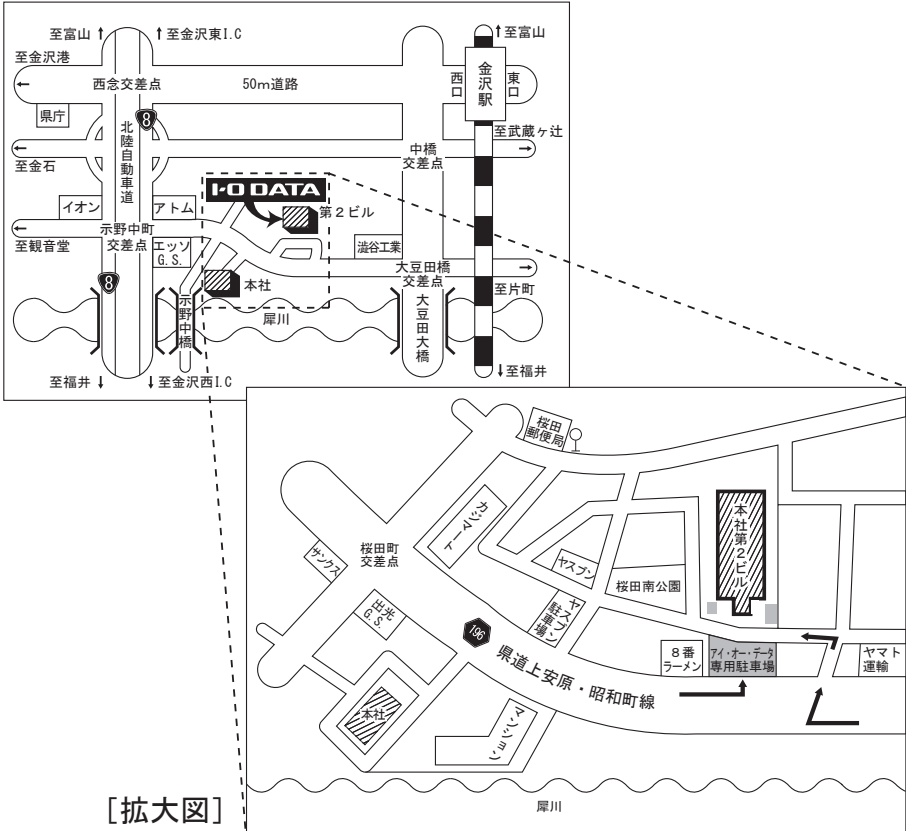 至富山
至金沢東I.C
至富山
至金沢港
西念交差点
50m道路
西口
金沢駅
東口
県庁
8
北陸自動車道
至武蔵ヶ辻
中橋
交差点
至金石
I-O DATA
イオン
アトム
第2ビル
示野中町
交差点
至観音堂
エッソ
G.S.
澁谷工業
大豆田橋
交差点
8
本社
至片町
示野中橋
犀川
大豆田大橋
至福井
至金沢西I.C
至福井
桜田
郵便局
カジマート
本社第2ビル
桜田町
交差点
サンクス
ヤスブン
桜田南公園
出光
G.S.
ヤスブン
駐車場
196
県道上安原・昭和町線
8番
ラーメン
アイ・オー・データ
専用駐車場
ヤマト
運輸
本社
マンション
犀川
[拡大図]